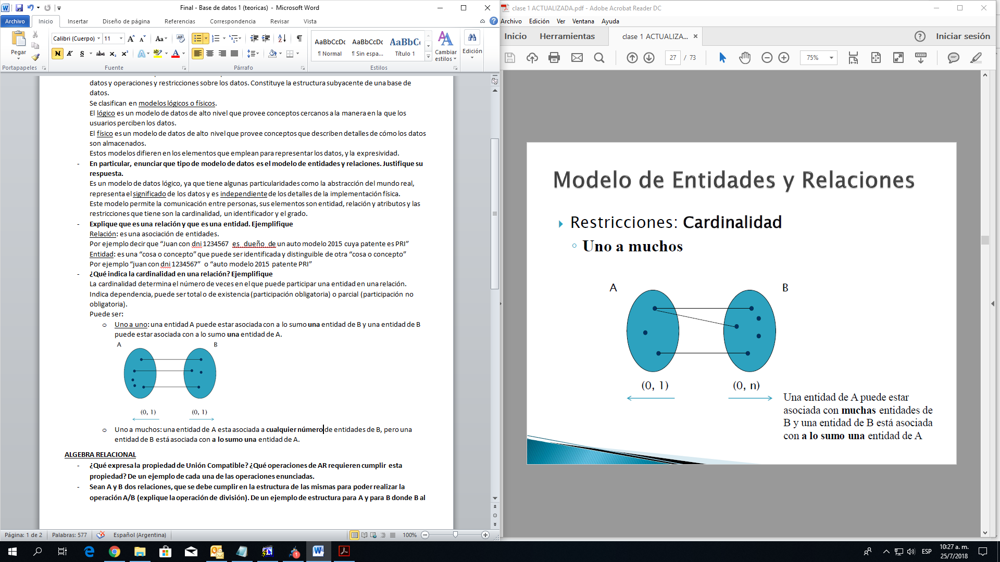 Final - Base de datos 1 (teoricas) - Microsoft Word
Archivo Inicio Insertar Diseño de página Referencias Correspondencia Revisar Vista
Pegar
Calibri (Cuerpo) 11
N K S abc x₂ x²
AaBbCcDc AaBbCcDc AaBbC
¶ Normal ¶ Sin espa... Título 1
Cambiar estilos
Edición
Portapapeles Fuente Párrafo Estilos
datos y operaciones y restricciones sobre los datos. Constituye la estructura subyacente de una base de
datos.
Se clasifican en modelos lógicos o físicos.
El lógico es un modelo de datos de alto nivel que provee conceptos cercanos a la manera en la que los
usuarios perciben los datos.
El físico es un modelo de datos de alto nivel que provee conceptos que describen detalles de cómo los datos
son almacenados.
Estos modelos difieren en los elementos que emplean para representar los datos, y la expresividad.
- En particular, enunciar que tipo de modelo de datos es el modelo de entidades y relaciones. Justifique su
respuesta.
Es un modelo de datos lógico, ya que tiene algunas particularidades como la abstracción del mundo real,
representa el significado de los datos y es independiente de los detalles de la implementación física.
Este modelo permite la comunicación entre personas, sus elementos son entidad, relación y atributos y las
restricciones que tiene son la cardinalidad, un identificador y el grado.
- Explique que es una relación y que es una entidad. Ejemplifique
Relación: es una asociación de entidades.
Por ejemplo decir que “Juan con dni 1234567 es dueño de un auto modelo 2015 cuya patente es PRI”
Entidad: es una “cosa o concepto” que puede ser identificada y distinguible de otra “cosa o concepto”
Por ejemplo “juan con dni 1234567” o “auto modelo 2015 patente PRI”
- ¿Qué indica la cardinalidad en una relación? Ejemplifique
La cardinalidad determina el número de veces en el que puede participar una entidad en una relación.
Indica dependencia, puede ser total o de existencia (participación obligatoria) o parcial (participación no
obligatoria).
Puede ser:
o Uno a uno: una entidad A puede estar asociada con a lo sumo una entidad de B y una entidad de B
puede estar asociada con a lo sumo una entidad de A.
A B
(0, 1) (0, 1)
o Uno a muchos: una entidad de A esta asociada a cualquier número de entidades de B, pero una
entidad de B está asociada con a lo sumo una entidad de A.
ALGEBRA RELACIONAL
- ¿Qué expresa la propiedad de Unión Compatible? ¿Qué operaciones de AR requieren cumplir esta
propiedad? De un ejemplo de cada una de las operaciones enunciadas.
- Sean A y B dos relaciones, que se debe cumplir en la estructura de las mismas para poder realizar la
operación A/B (explique la operación de división). De un ejemplo de estructura para A y para B donde B al
Página: 1 de 2 Palabras: 577 Español (Argentina) 100%
clase 1 ACTUALIZADA.pdf - Adobe Acrobat Reader DC
Archivo Edición Ver Ventana Ayuda
Inicio Herramientas clase 1 ACTUALIZA... × Iniciar sesión
27 / 73 75%
Modelo de Entidades y Relaciones
Restricciones: Cardinalidad
Uno a muchos
A B
(0, 1) (0, n)
Una entidad de A puede estar
asociada con muchas entidades de
B y una entidad de B está asociada
con a lo sumo una entidad de A
ESP
10:27 a. m.
25/7/2018